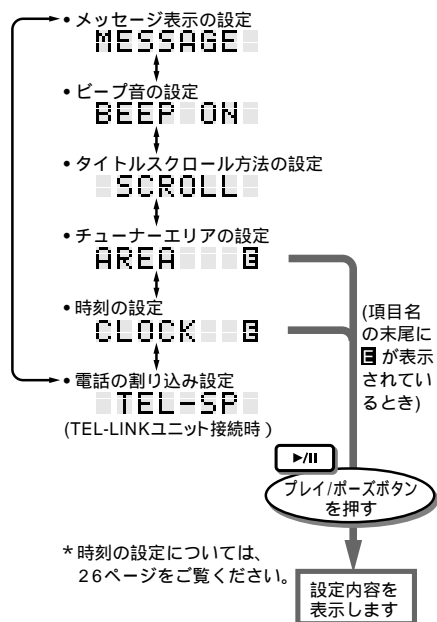 •メッセージ表示の設定
MESSAGE
•ビープ音の設定
BEEP ON
•タイトルスクロール方法の設定
SCROLL
•チューナーエリアの設定
AREA E
•時刻の設定
CLOCK E
•電話の割り込み設定
TEL-SP
(TEL-LINKユニット接続時)
(項目名
の末尾に
E が表示
されてい
るとき)
►/II
プレイ/ポーズボタン
を押す
*時刻の設定については、
26ページをご覧ください。
設定内容を
表示します